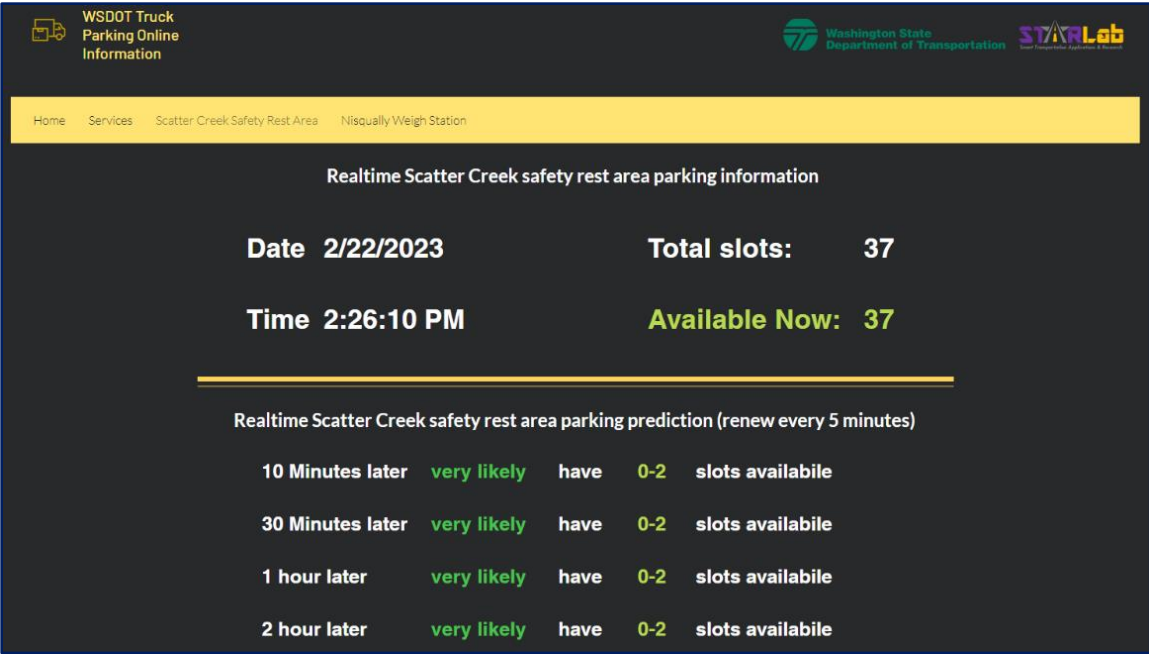 WSDOT Truck
Parking Online
Information
Washington State
Department of Transportation
STARLab
Smart Transportation Application & Research
Home Services Scatter Creek Safety Rest Area Nisqually Weigh Station
Realtime Scatter Creek safety rest area parking information
Date 2/22/2023 Total slots: 37
Time 2:26:10 PM Available Now: 37
Realtime Scatter Creek safety rest area parking prediction (renew every 5 minutes)
10 Minutes later very likely have 0-2 slots availabile
30 Minutes later very likely have 0-2 slots availabile
1 hour later very likely have 0-2 slots availabile
2 hour later very likely have 0-2 slots availabile